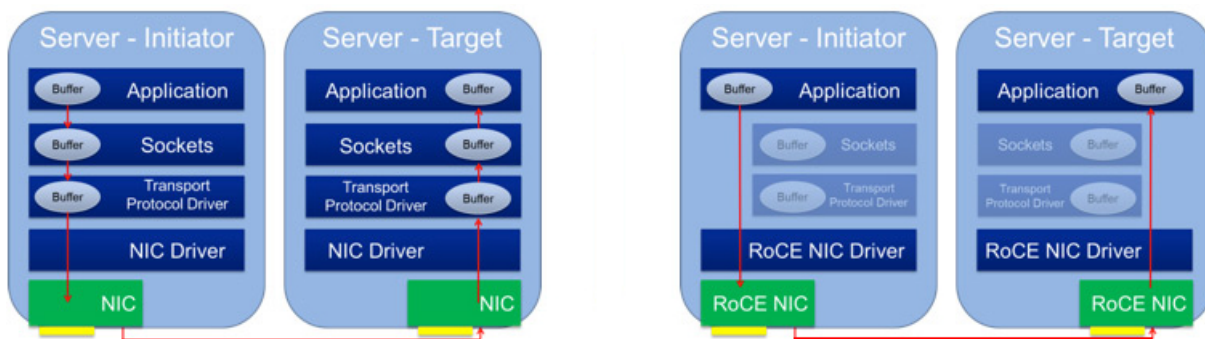 Server - Initiator
Buffer Application
Buffer Sockets
Buffer Transport
Protocol Driver
NIC Driver
NIC
Server - Target
Application Buffer
Sockets Buffer
Transport
Protocol Driver Buffer
NIC Driver
NIC
Server - Initiator
Buffer Application
Buffer Sockets
Buffer Transport
Protocol Driver
RoCE NIC Driver
RoCE NIC
Server - Target
Application Buffer
Sockets Buffer
Transport
Protocol Driver Buffer
RoCE NIC Driver
RoCE NIC